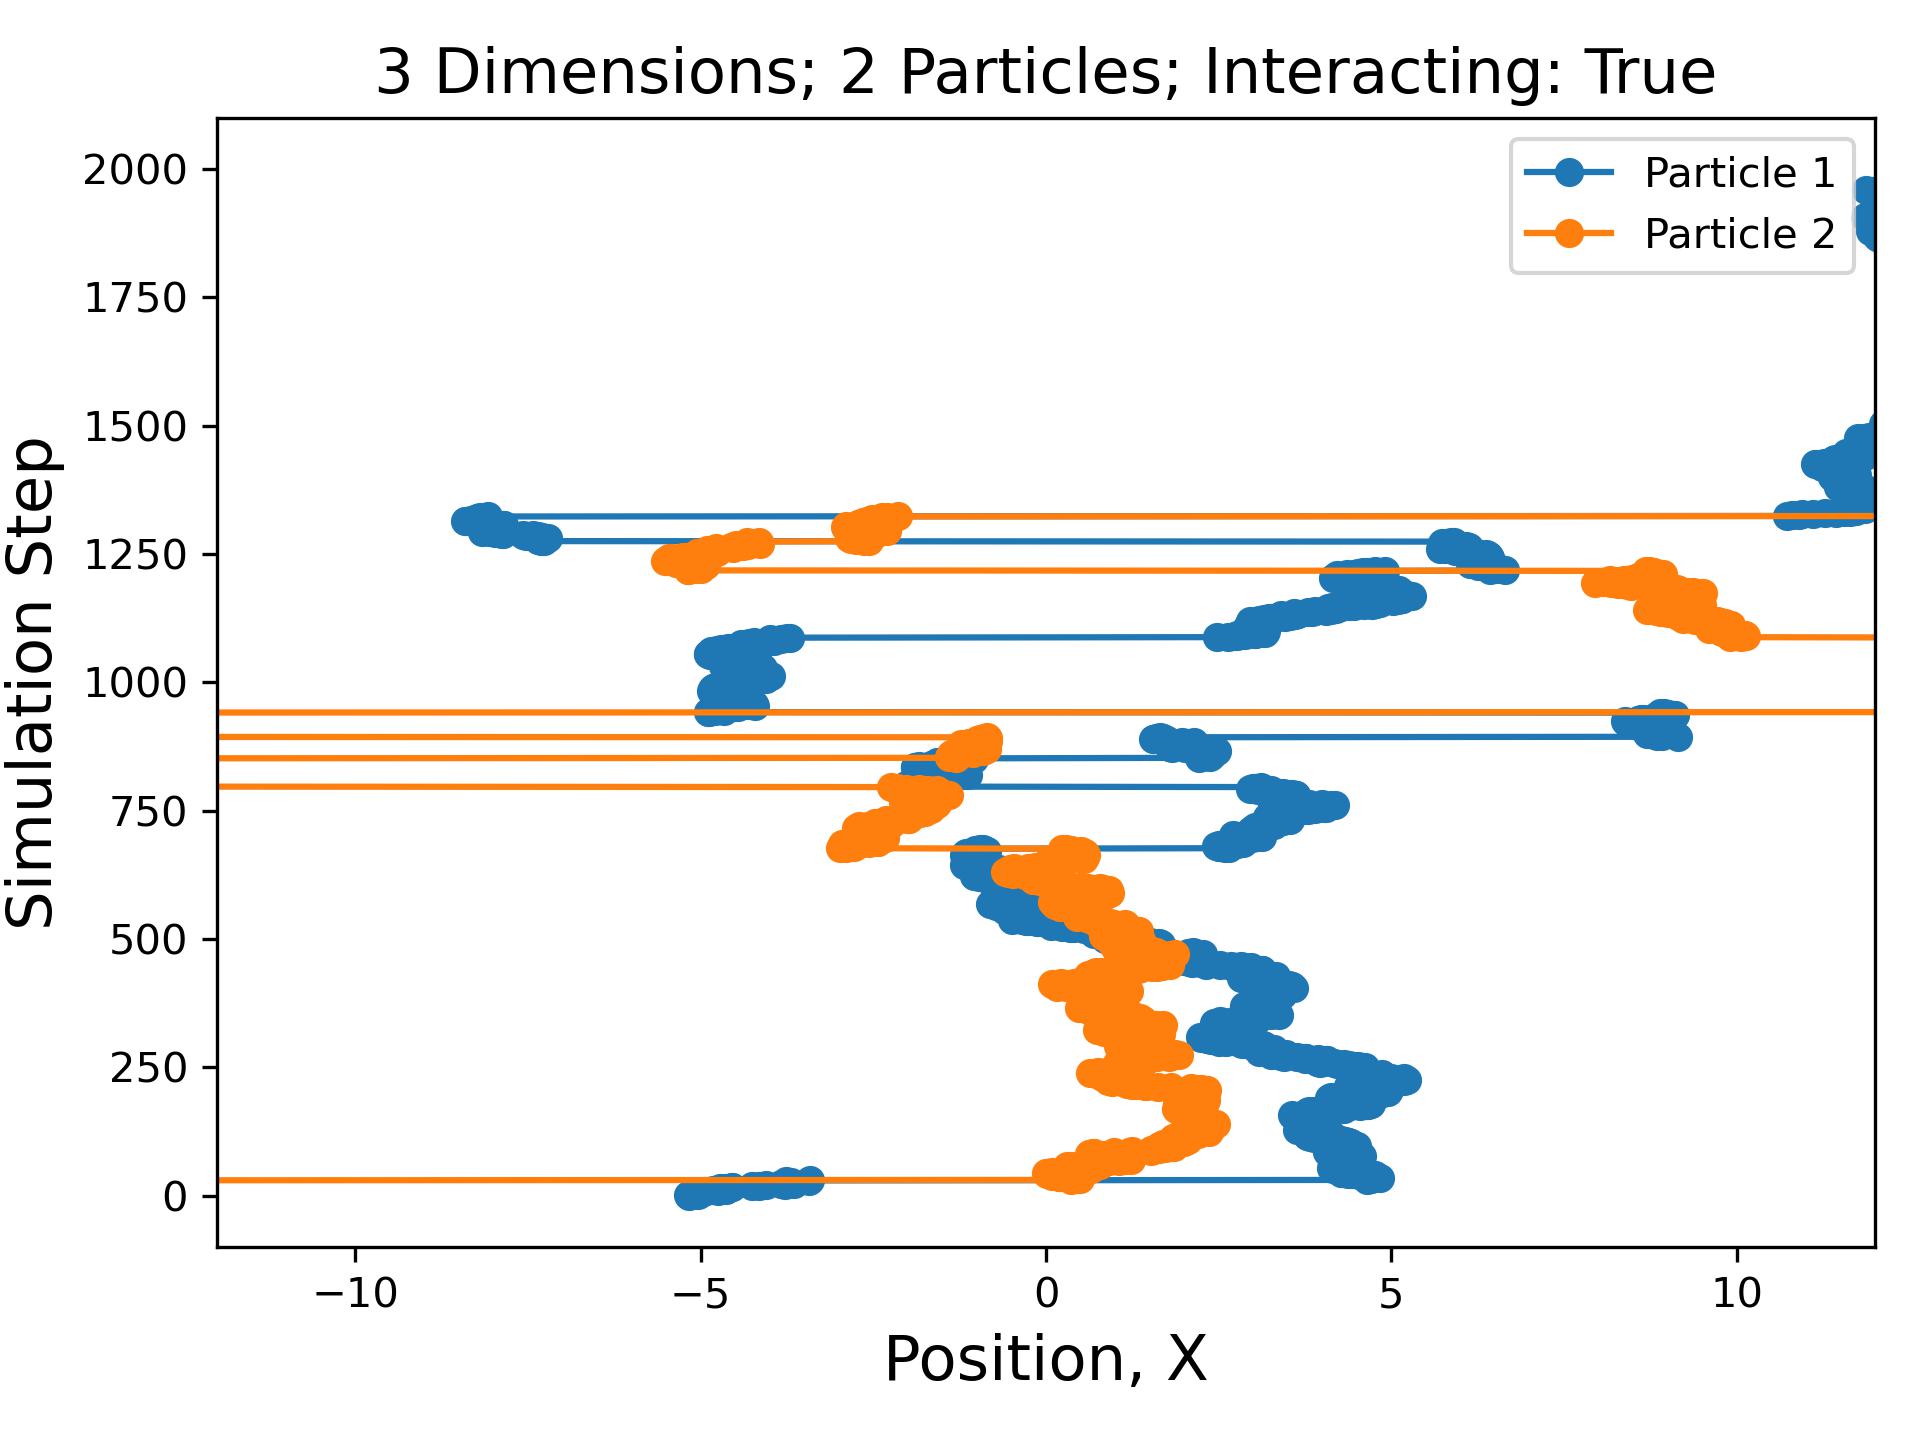 3 Dimensions; 2 Particles; Interacting: True
Particle 1
Particle 2
Simulation Step
2000
1750
1500
1250
1000
750
500
250
0
−10 −5 0 5 10
Position, X